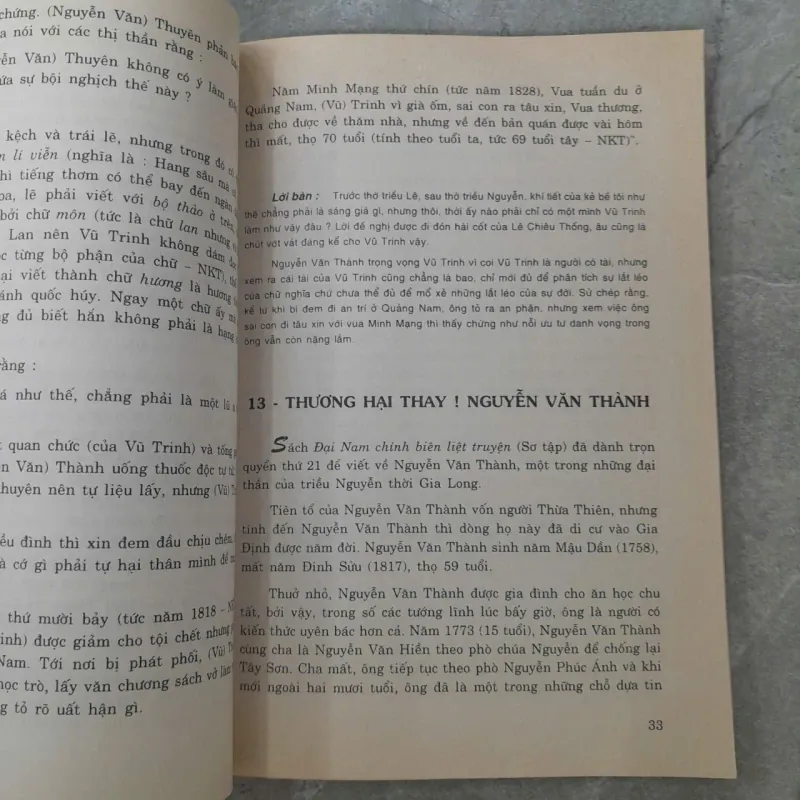 chứng. (Nguyễn Văn) Thuyên phản
a nói với các thị thần rằng :
ễn Văn) Thuyên không có ý làm
ứa sự bội nghịch thế này ?
kệch và trái lẽ, nhưng trong đó có
n lí viễn (nghĩa là : Hang sâu mà
hì tiếng thơm có thể bay đến ngàn
oa, lẽ phải viết với bộ thảo ở trên,
bởi chữ môn (tức là chữ lan nhưng
Lan nên Vũ Trinh không dám
c từng bộ phận của chữ – NKT),
ại viết thành chữ hương là hương
ánh quốc húy. Ngay một chữ ấy
g đủ biết hắn không phải là hạng
rằng :
á như thế, chẳng phải là một lũ
t quan chức (của Vũ Trinh) và tống
ễn Văn) Thành uống thuốc độc tự tử,
huyên nên tự liệu lấy, nhưng (Vũ)
ều đình thì xin đem đầu chịu chém,
à cớ gì phải tự hại thân mình để
thứ mười bảy (tức năm 1818 –
inh) được giảm cho tội chết nhưng
Nam. Tới nơi bị phát phối, (Vũ)
học trò, lấy văn chương sách vở làm
g tỏ rõ uất hận gì.
Năm Minh Mạng thứ chín (tức năm 1828), Vua tuần du ở
Quảng Nam, (Vũ) Trinh vì già ốm, sai con ra tâu xin, Vua thương,
tha cho được về thăm nhà, nhưng về đến bản quán được vài hôm
thì mất, thọ 70 tuổi (tính theo tuổi ta, tức 69 tuổi tây – NKT)".
Lời bàn : Trước thờ triều Lê, sau thờ triều Nguyễn, khí tiết của kẻ bề tôi như
thế chẳng phải là sáng giá gì, nhưng thôi, thời ấy nào phải chỉ có một mình Vũ Trinh
làm như vậy đâu ? Lời đề nghị được đi đón hài cốt của Lê Chiêu Thống, âu cũng là
chút vớt vát đáng kể cho Vũ Trinh vậy.
Nguyễn Văn Thành trọng vọng Vũ Trinh vì coi Vũ Trinh là người có tài, nhưng
xem ra cái tài của Vũ Trinh cũng chẳng là bao, chỉ mới đủ để phân tích sự lắt léo
của chữ nghĩa chứ chưa thể đủ để mổ xẻ những lắt léo của sự đời. Sử chép rằng,
kể từ khi bị đem đi an trí ở Quảng Nam, ông tỏ ra an phận, nhưng xem việc ông
sai con đi tâu xin với vua Minh Mạng thì thấy chừng như nỗi ưu tư danh vọng trong
ông vẫn còn nặng lắm.
13 - THƯƠNG HẠI THAY ! NGUYỄN VĂN THÀNH
Sách Đại Nam chính biên liệt truyện (Sơ tập) đã dành trọn
quyển thứ 21 để viết về Nguyễn Văn Thành, một trong những đại
thần của triều Nguyễn thời Gia Long.
Tiên tổ của Nguyễn Văn Thành vốn người Thừa Thiên, nhưng
tính đến Nguyễn Văn Thành thì dòng họ này đã di cư vào Gia
Định được năm đời. Nguyễn Văn Thành sinh năm Mậu Dần (1758),
mất năm Đinh Sửu (1817), thọ 59 tuổi.
Thuở nhỏ, Nguyễn Văn Thành được gia đình cho ăn học chu
tất, bởi vậy, trong số các tướng lĩnh lúc bấy giờ, ông là người có
kiến thức uyên bác hơn cả. Năm 1773 (15 tuổi), Nguyễn Văn Thành
cùng cha là Nguyễn Văn Hiền theo phò chúa Nguyễn để chống lại
Tây Sơn. Cha mất, ông tiếp tục theo phò Nguyễn Phúc Ánh và khi
mới ngoài hai mươi tuổi, ông đã là một trong những chỗ dựa tin
33